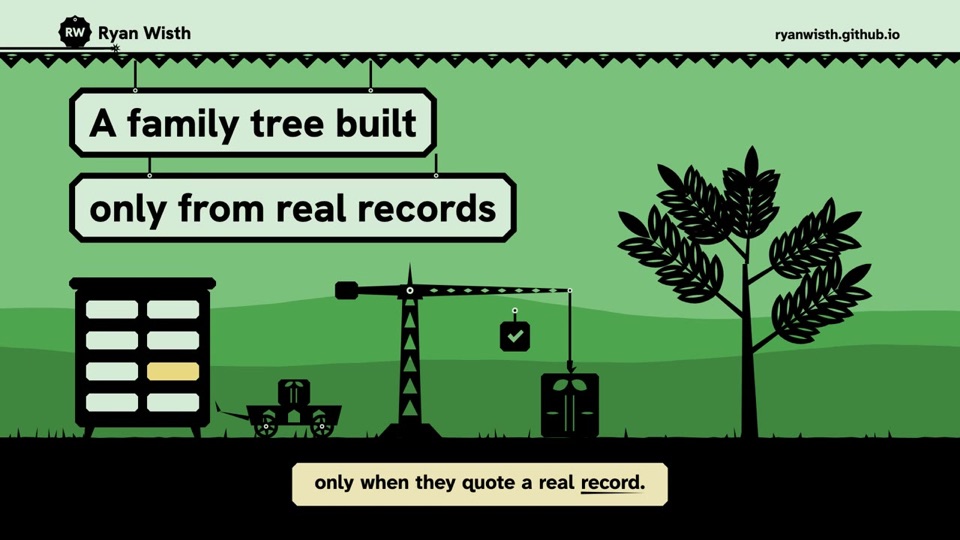 RW Ryan Wisth
ryanwisth.github.io
A family tree built
only from real records
only when they quote a real record.